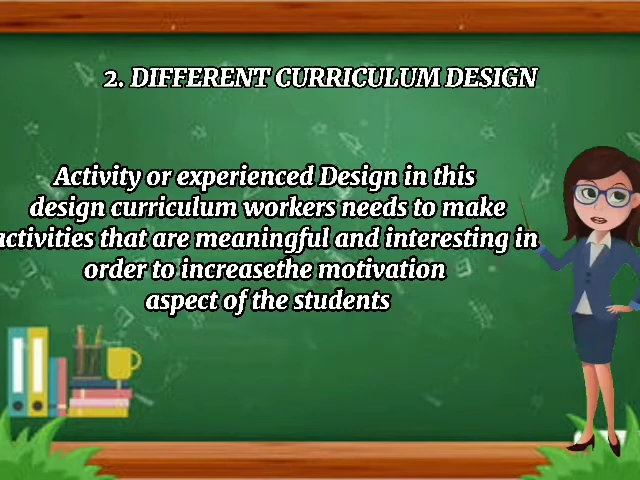 2. DIFFERENT CURRICULUM DESIGN
Activity or experienced Design in this
design curriculum workers needs to make
activities that are meaningful and interesting in
order to increasethe motivation
aspect of the students